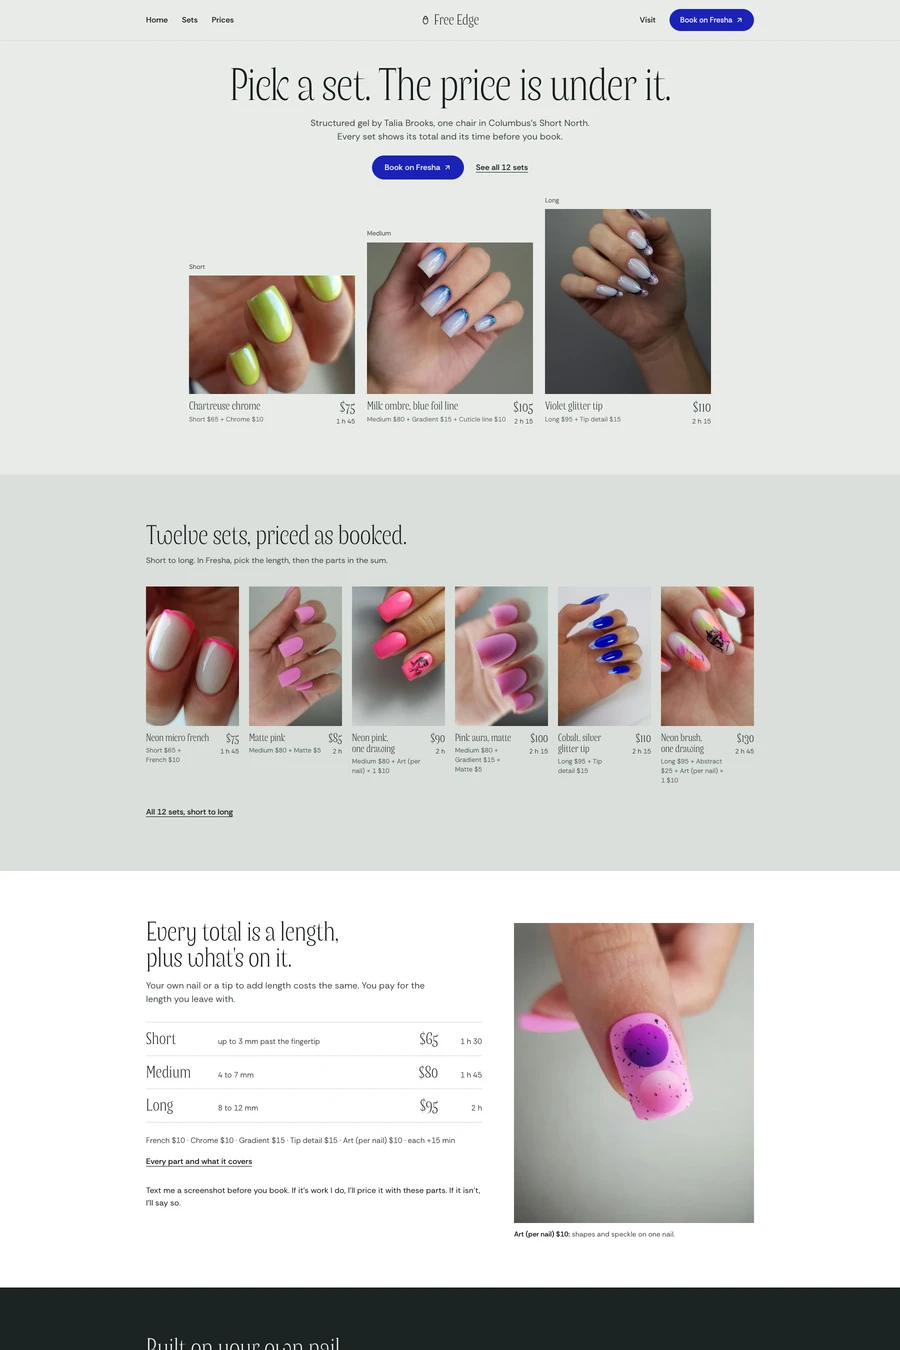 Home Sets Prices
Free Edge
Visit
Book on Fresha ↗
Pick a set. The price is under it.
Structured gel by Talia Brooks, one chair in Columbus's Short North.
Every set shows its total and its time before you book.
Book on Fresha ↗
See all 12 sets
Short
Medium
Long
Chartreuse chrome $75
Short $65 + Chrome $10 1 h 45
Milk ombre, blue foil line $105
Medium $80 + Gradient $15 + Cuticle line $10 2 h 15
Violet glitter tip $110
Long $95 + Tip detail $15 2 h 15
Twelve sets, priced as booked.
Short to long. In Fresha, pick the length, then the parts in the sum.
Neon micro french $75
Short $65 + 1 h 45
French $10
Matte pink $85
Medium $80 + Matte $5 2 h
Neon pink, $90
one drawing 2 h
Medium $80 + Art (per
nail) × 1 $10
Pink aura, matte $100
Medium $80 + 2 h 15
Gradient $15 +
Matte $5
Cobalt, silver $110
glitter tip 2 h 15
Long $95 + Tip
detail $15
Neon brush, $130
one drawing 2 h 45
Long $95 + Abstract
$25 + Art (per nail) ×
1 $10
All 12 sets, short to long
Every total is a length,
plus what's on it.
Your own nail or a tip to add length costs the same. You pay for the
length you leave with.
Short up to 3 mm past the fingertip $65 1 h 30
Medium 4 to 7 mm $80 1 h 45
Long 8 to 12 mm $95 2 h
French $10 · Chrome $10 · Gradient $15 · Tip detail $15 · Art (per nail) $10 · each +15 min
Every part and what it covers
Text me a screenshot before you book. If it's work I do, I'll price it with these parts. If it isn't,
I'll say so.
Art (per nail) $10: shapes and speckle on one nail.
Built on your own nail